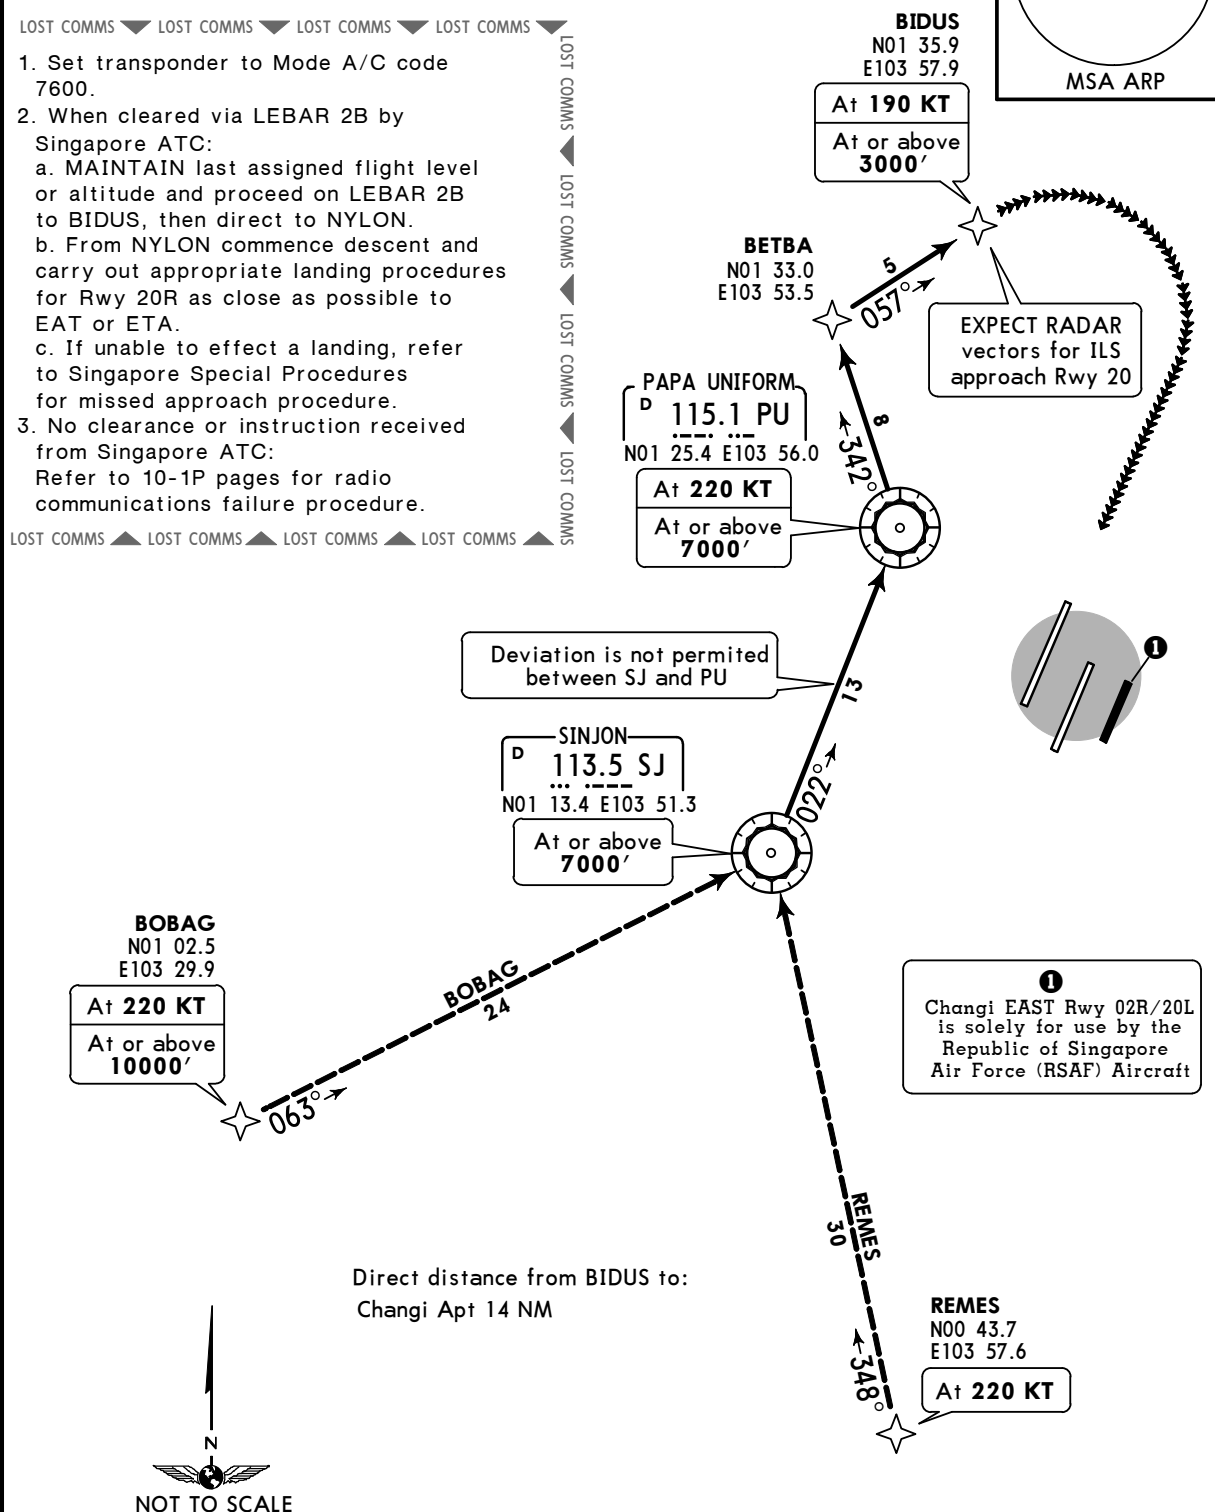 LOST COMMS LOST COMMS LOST COMMS LOST COMMS
LOST COMMS LOST COMMS LOST COMMS LOST COMMS
1. Set transponder to Mode A/C code
7600.
2. When cleared via LEBAR 2B by
Singapore ATC:
a. MAINTAIN last assigned flight level
or altitude and proceed on LEBAR 2B
to BIDUS, then direct to NYLON.
b. From NYLON commence descent and
carry out appropriate landing procedures
for Rwy 20R as close as possible to
EAT or ETA.
c. If unable to effect a landing, refer
to Singapore Special Procedures
for missed approach procedure.
3. No clearance or instruction received
from Singapore ATC:
Refer to 10-1P pages for radio
communications failure procedure.
LOST COMMS LOST COMMS LOST COMMS LOST COMMS
MSA ARP
BIDUS
N01 35.9
E103 57.9
At 190 KT
At or above
3000'
BETBA
N01 33.0
E103 53.5
5
057°
EXPECT RADAR
vectors for ILS
approach Rwy 20
PAPA UNIFORM
D 115.1 PU
N01 25.4 E103 56.0
At 220 KT
At or above
7000'
8
342°
Deviation is not permited
between SJ and PU
13
022°
1
SINJON
D 113.5 SJ
N01 13.4 E103 51.3
At or above
7000'
BOBAG
N01 02.5
E103 29.9
At 220 KT
At or above
10000'
BOBAG
24
063°
1
Changi EAST Rwy 02R/20L
is solely for use by the
Republic of Singapore
Air Force (RSAF) Aircraft
REMES
30
348°
Direct distance from BIDUS to:
Changi Apt 14 NM
REMES
N00 43.7
E103 57.6
At 220 KT
N
NOT TO SCALE